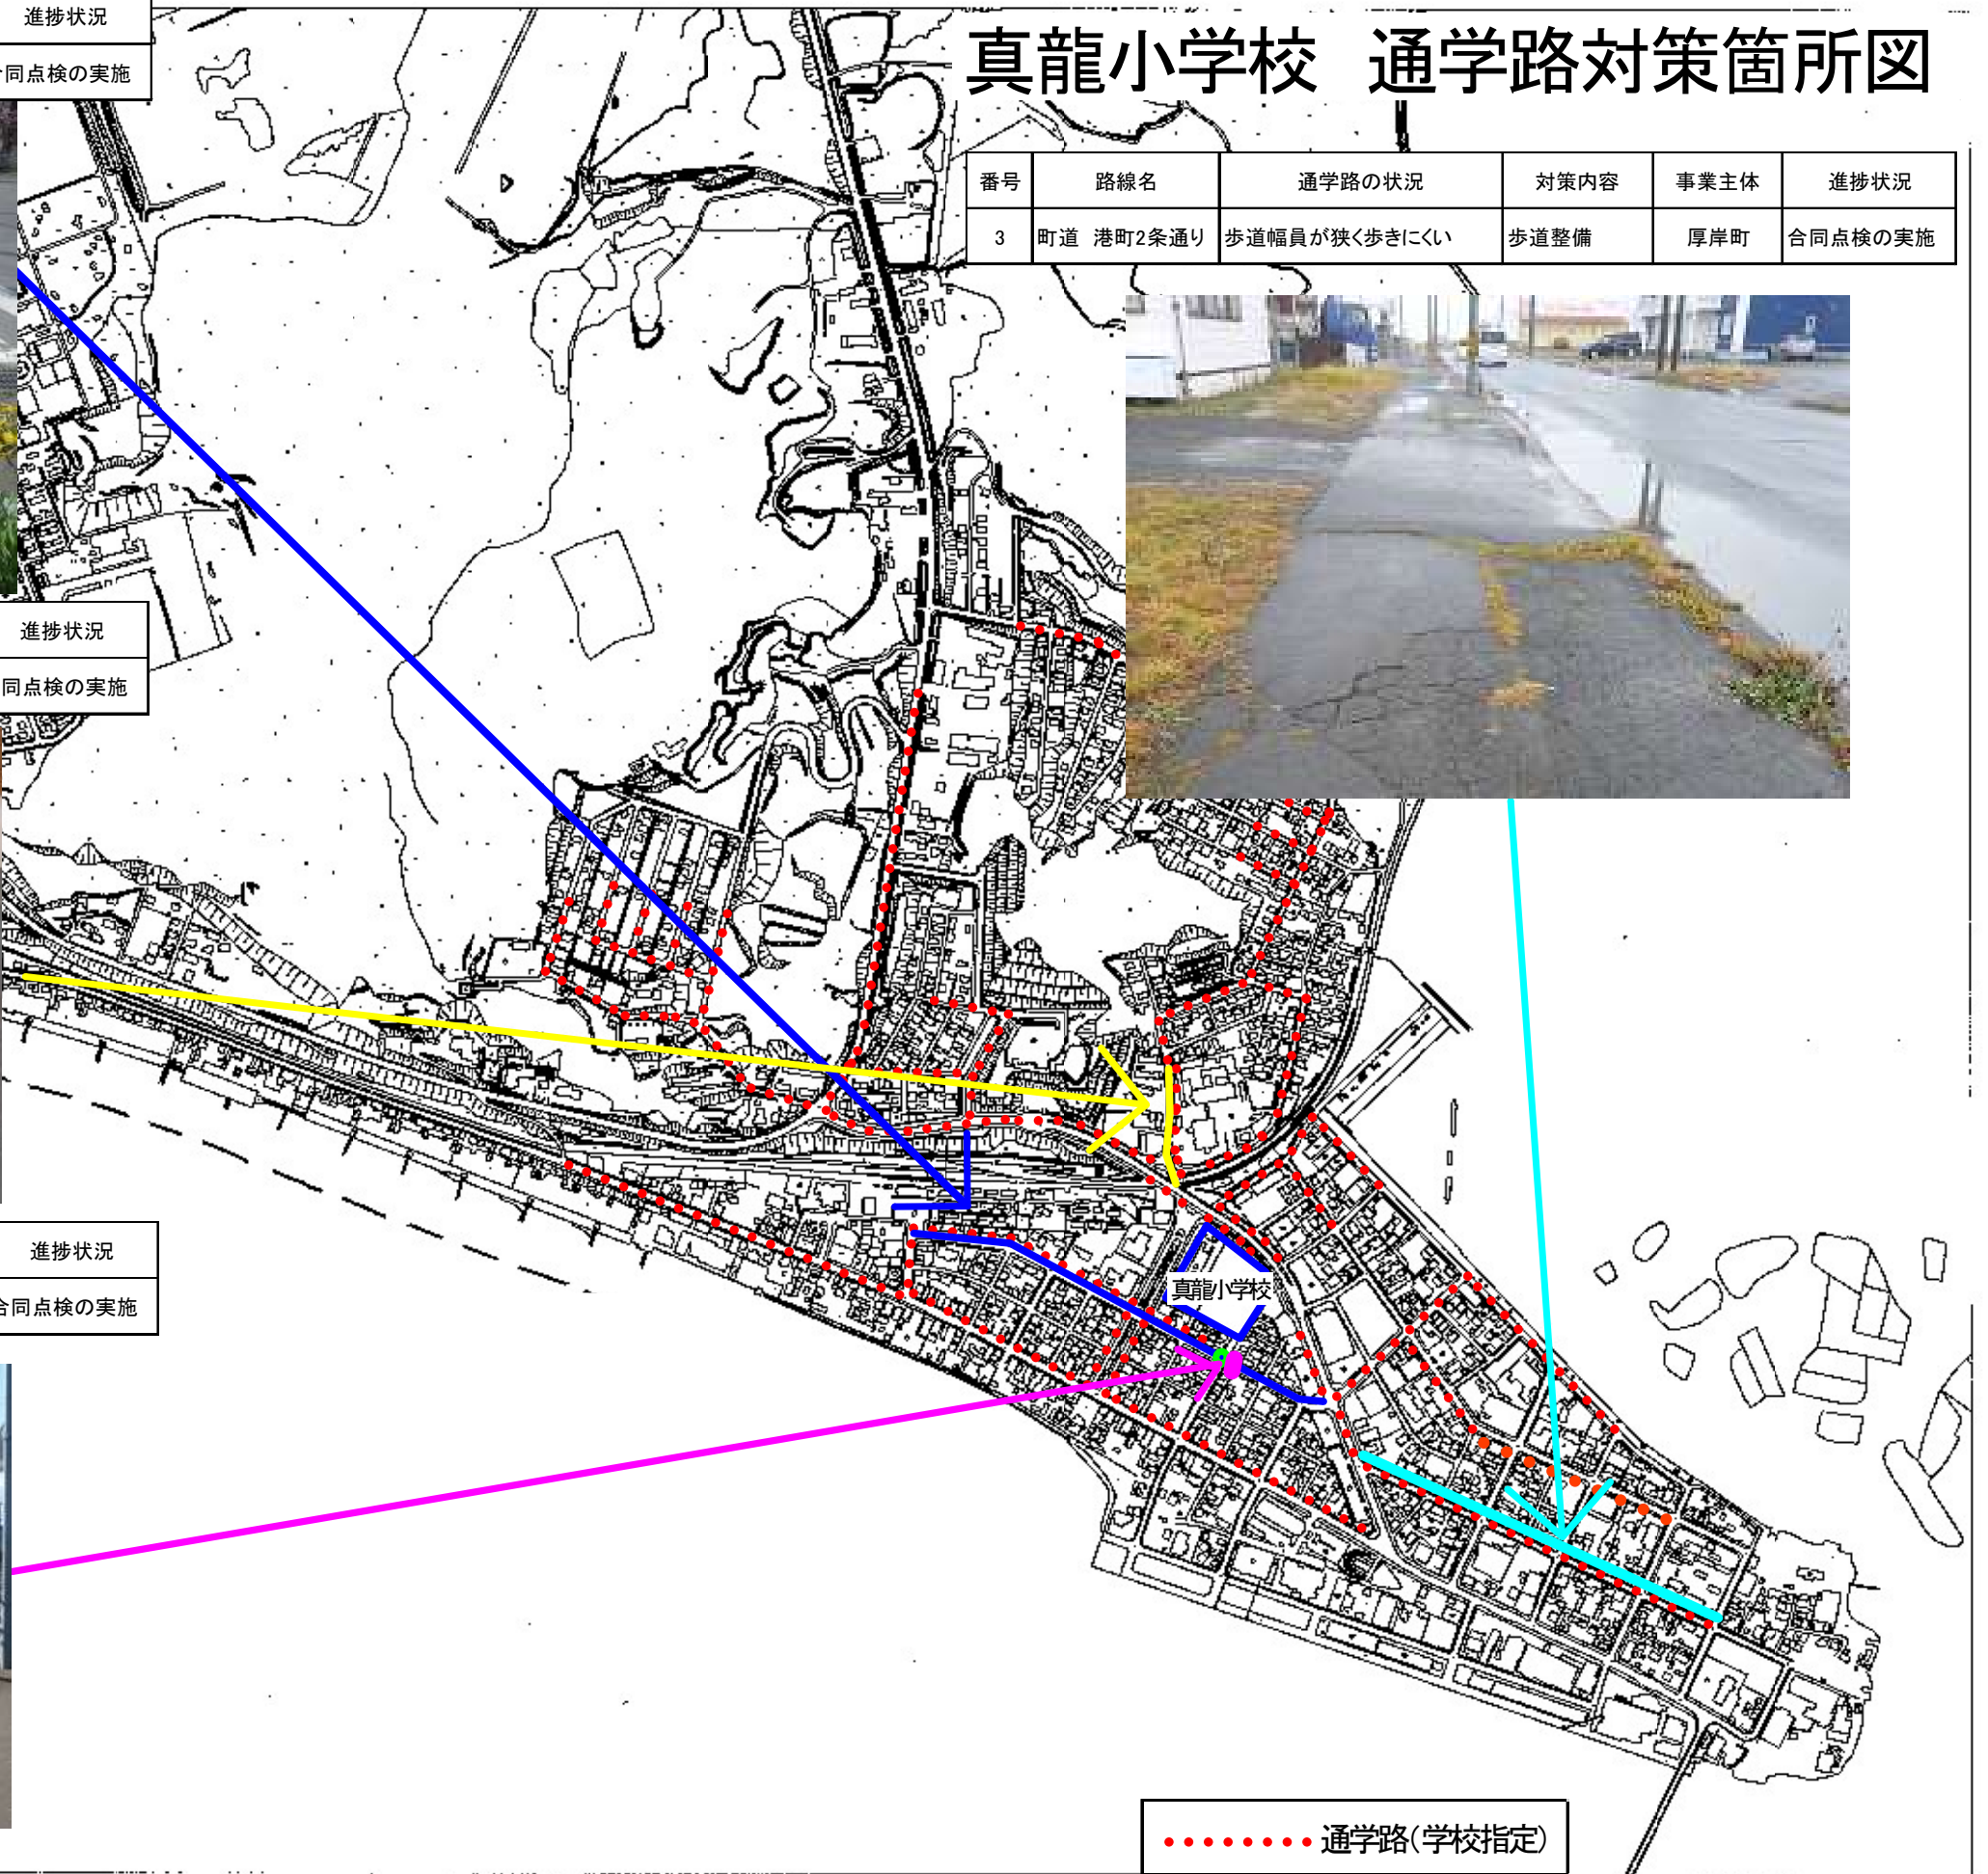 真龍小学校 通学路対策箇所図
進捗状況
同点検の実施
番号 路線名 通学路の状況 対策内容 事業主体 進捗状況
3 町道 港町2条通り 歩道幅員が狭く歩きにくい 歩道整備 厚岸町 合同点検の実施
進捗状況
同点検の実施
進捗状況
合同点検の実施
真龍小学校
通学路(学校指定)